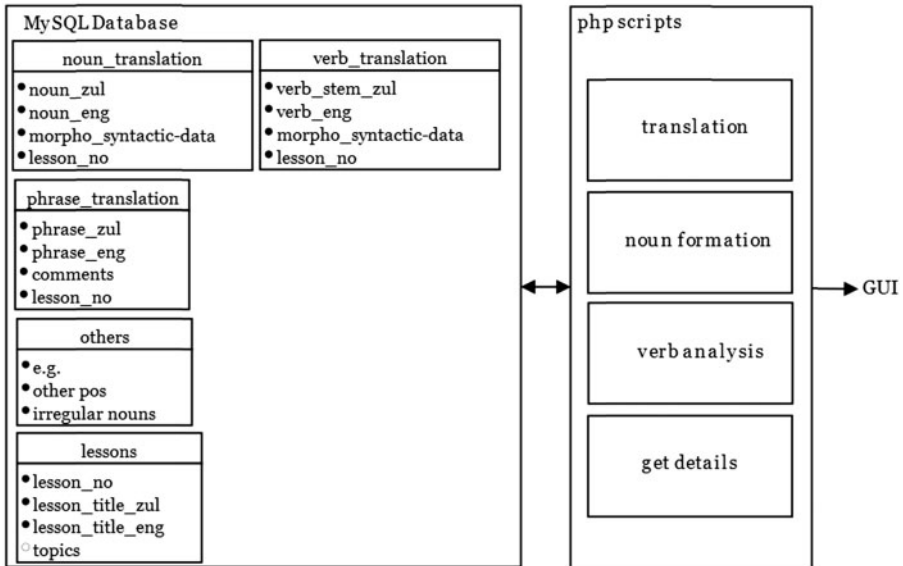 MySQL Database
noun_translation
noun_zul
noun_eng
morpho_syntactic-data
lesson_no
verb_translation
verb_stem_zul
verb_eng
morpho_syntactic-data
lesson_no
phrase_translation
phrase_zul
phrase_eng
comments
lesson_no
others
e.g.
other pos
irregular nouns
lessons
lesson_no
lesson_title_zul
lesson_title_eng
topics
php scripts
translation
noun formation
verb analysis
get details
GUI